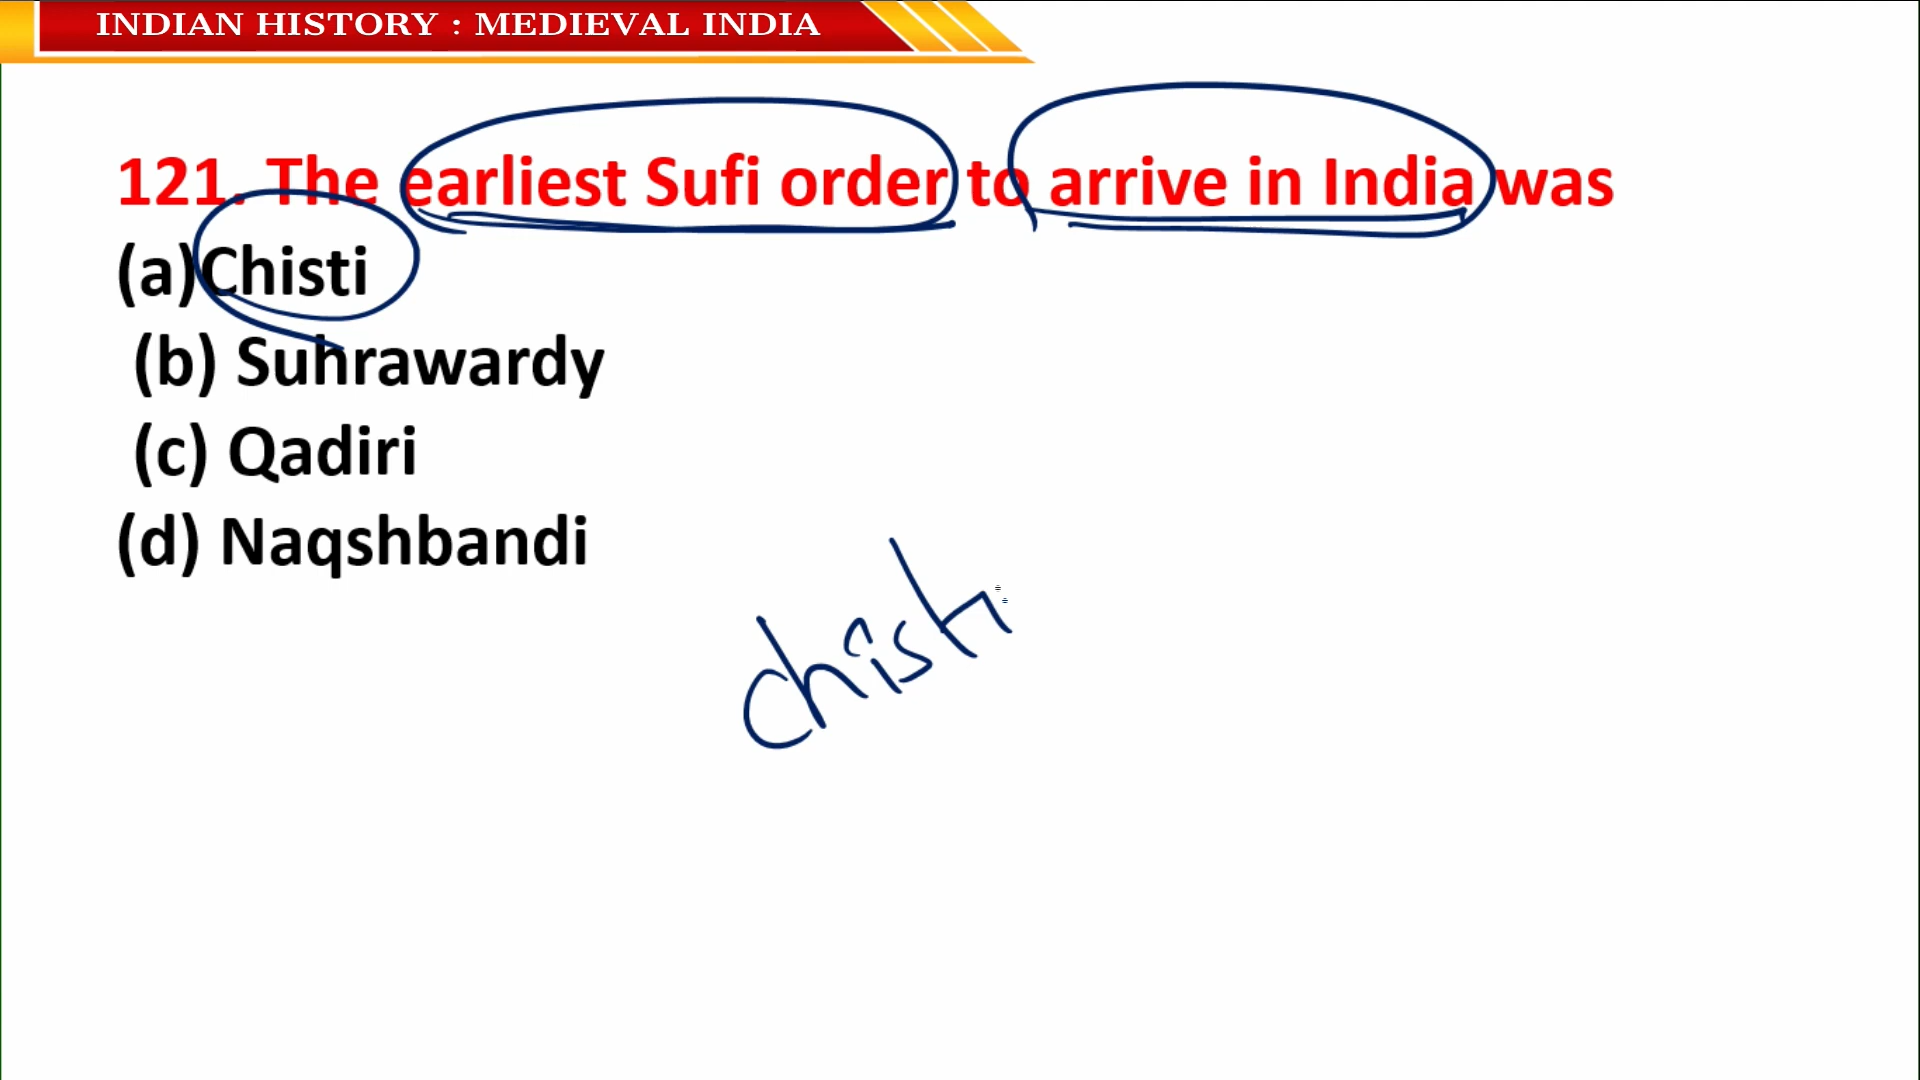 INDIAN HISTORY : MEDIEVAL INDIA
121. The earliest Sufi order to arrive in India was
(a)Chisti
(b) Suhrawardy
(c) Qadiri
(d) Naqshbandi
chisti